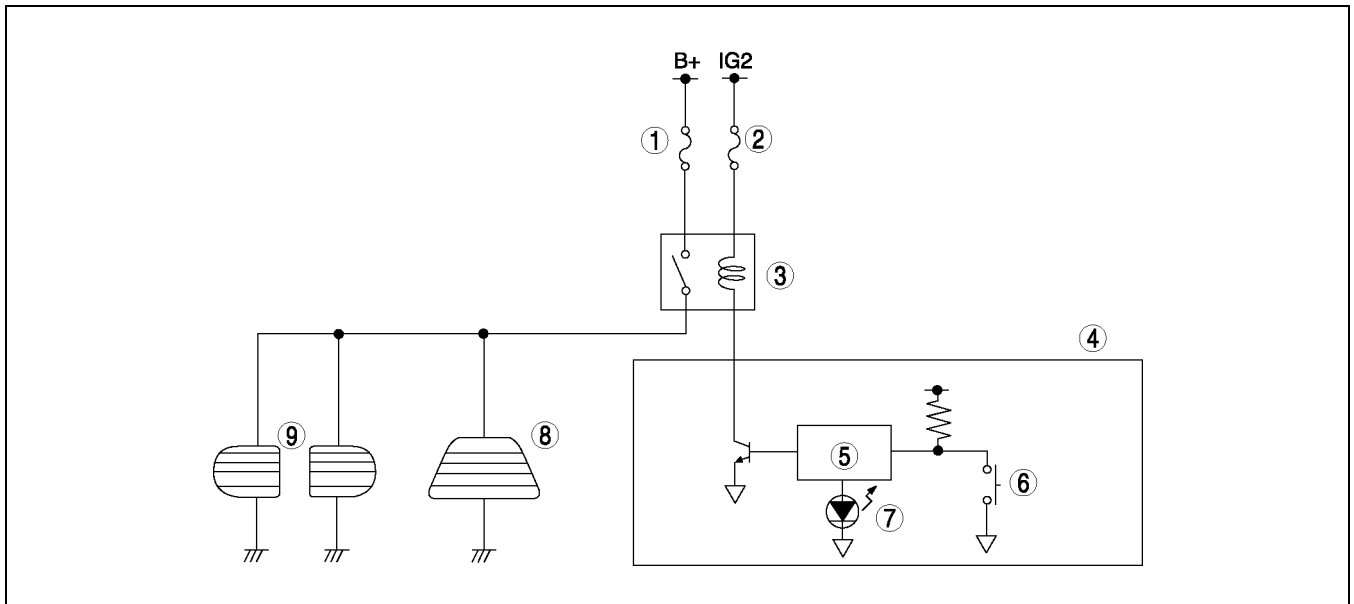 B+ IG2
① ②
③
④
⑨ ⑧ ⑤ ⑥
⑦